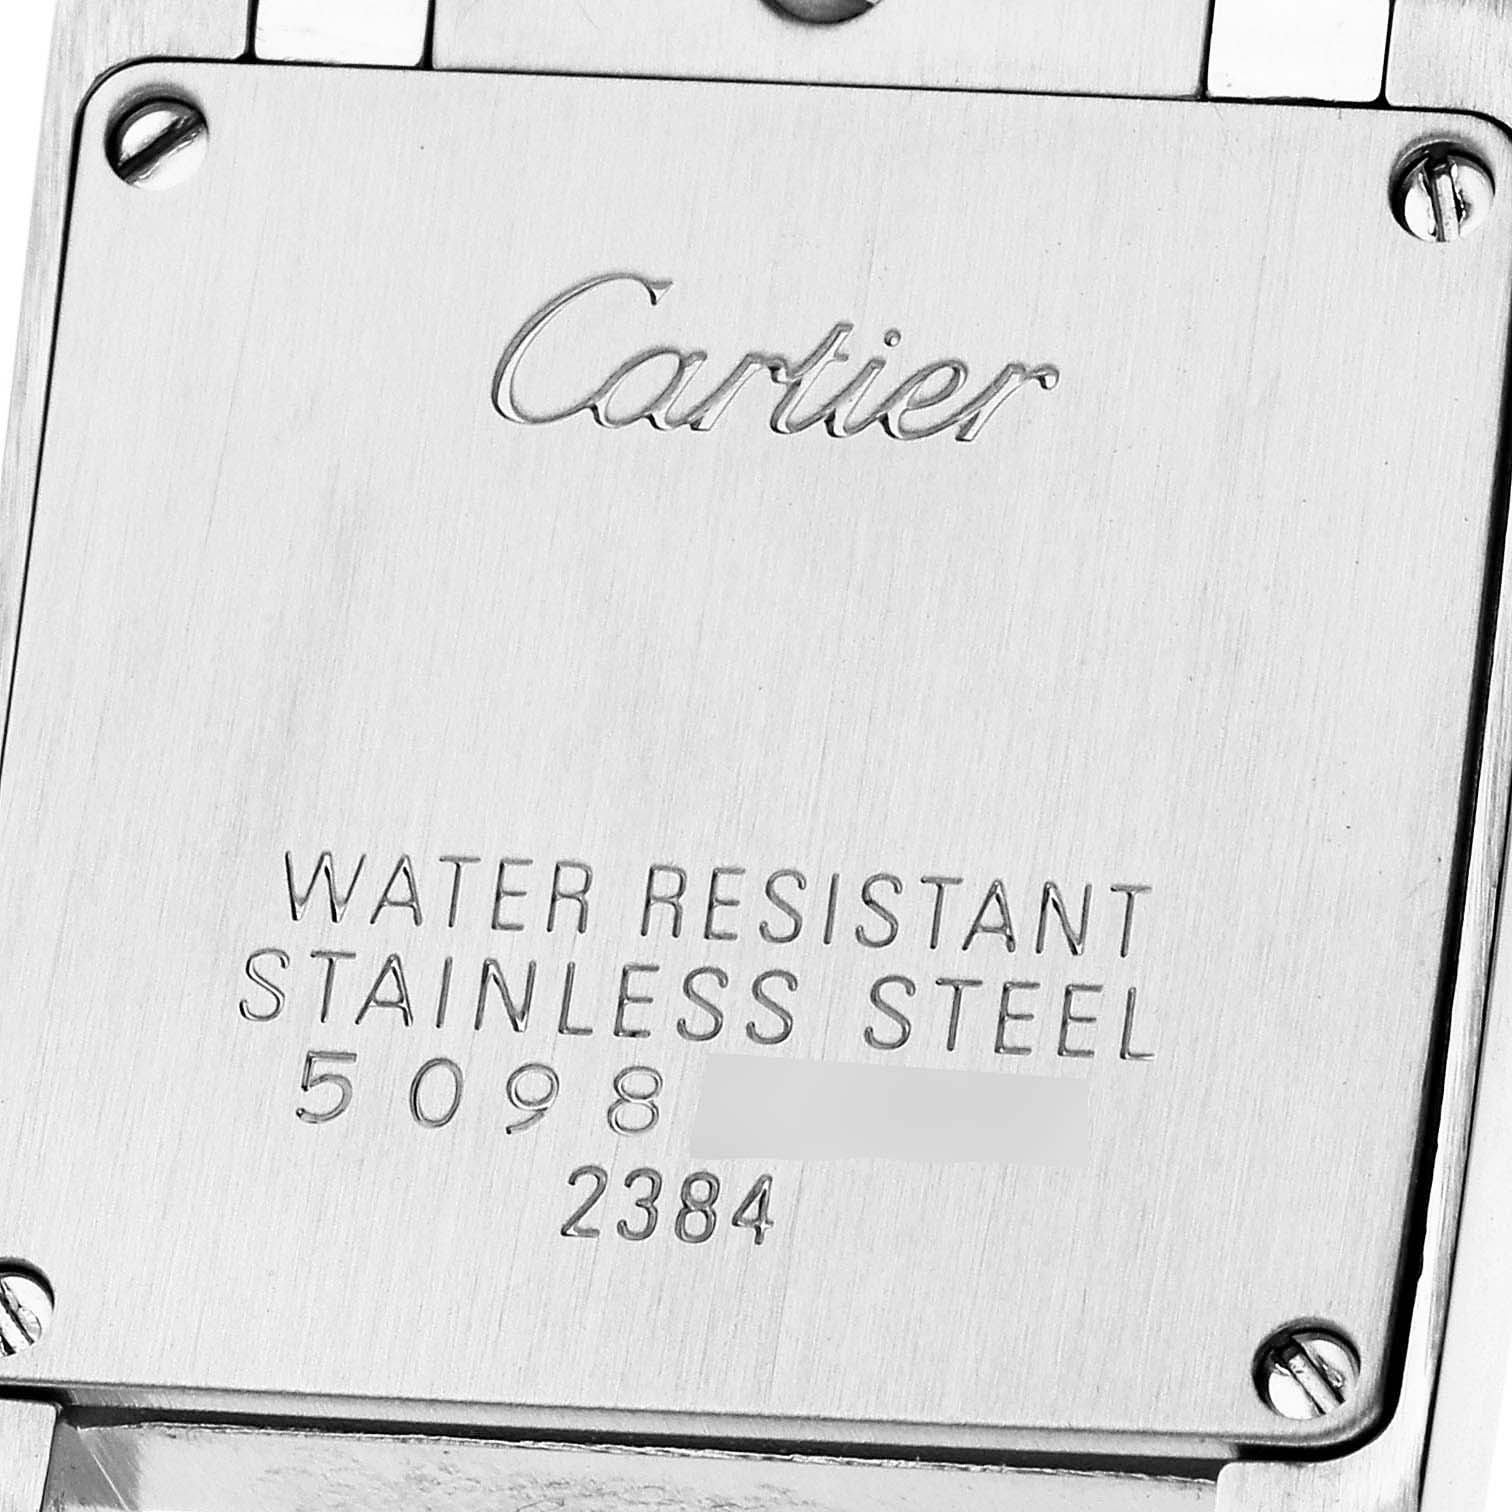 Cartier
WATER RESISTANT
STAINLESS STEEL
5098
2384